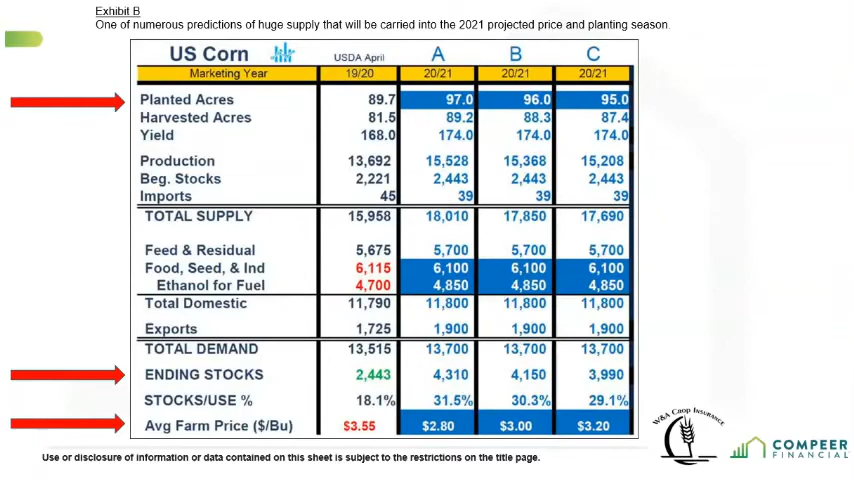 Exhibit B
One of numerous predictions of huge supply that will be carried into the 2021 projected price and planting season.
US Corn USDA April A B C
Marketing Year 19/20 20/21 20/21 20/21
Planted Acres 89.7 97.0 96.0 95.0
Harvested Acres 81.5 89.2 88.3 87.4
Yield 168.0 174.0 174.0 174.0
Production 13,692 15,528 15,368 15,208
Beg. Stocks 2,221 2,443 2,443 2,443
Imports 45 39 39 39
TOTAL SUPPLY 15,958 18,010 17,850 17,690
Feed & Residual 5,675 5,700 5,700 5,700
Food, Seed, & Ind 6,115 6,100 6,100 6,100
Ethanol for Fuel 4,700 4,850 4,850 4,850
Total Domestic 11,790 11,800 11,800 11,800
Exports 1,725 1,900 1,900 1,900
TOTAL DEMAND 13,515 13,700 13,700 13,700
ENDING STOCKS 2,443 4,310 4,150 3,990
STOCKS/USE % 18.1% 31.5% 30.3% 29.1%
Avg Farm Price ($/Bu) $3.55 $2.80 $3.00 $3.20
W&A Crop Insurance
COMPEER
FINANCIAL
Use or disclosure of information or data contained on this sheet is subject to the restrictions on the title page.